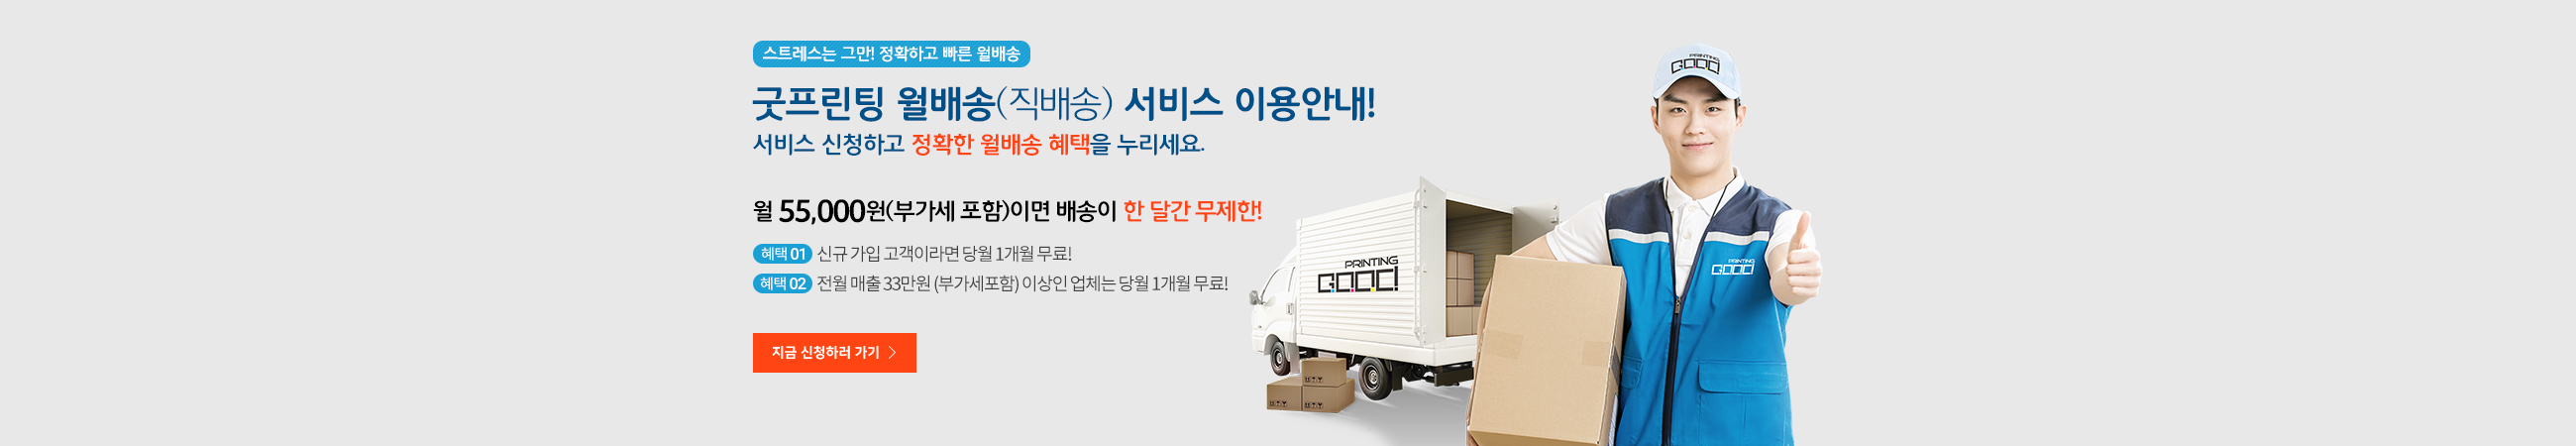 스트레스는 그만! 정확하고 빠른 월배송
굿프린팅 월배송(직배송) 서비스 이용안내!
서비스 신청하고 정확한 월배송 혜택을 누리세요.
월 55,000원(부가세 포함)이면 배송이 한 달간 무제한!
혜택 01 신규 가입 고객이라면 당월 1개월 무료!
혜택 02 전월 매출 33만원 (부가세포함) 이상인 업체는 당월 1개월 무료!
지금 신청하러 가기 >
PRINTING
GOOD
PRINTING
GOOD
PRINTING
GOOD